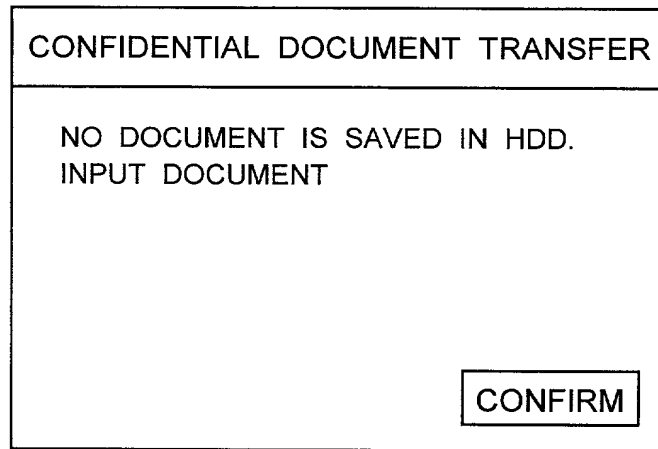 CONFIDENTIAL DOCUMENT TRANSFER
NO DOCUMENT IS SAVED IN HDD.
INPUT DOCUMENT
CONFIRM